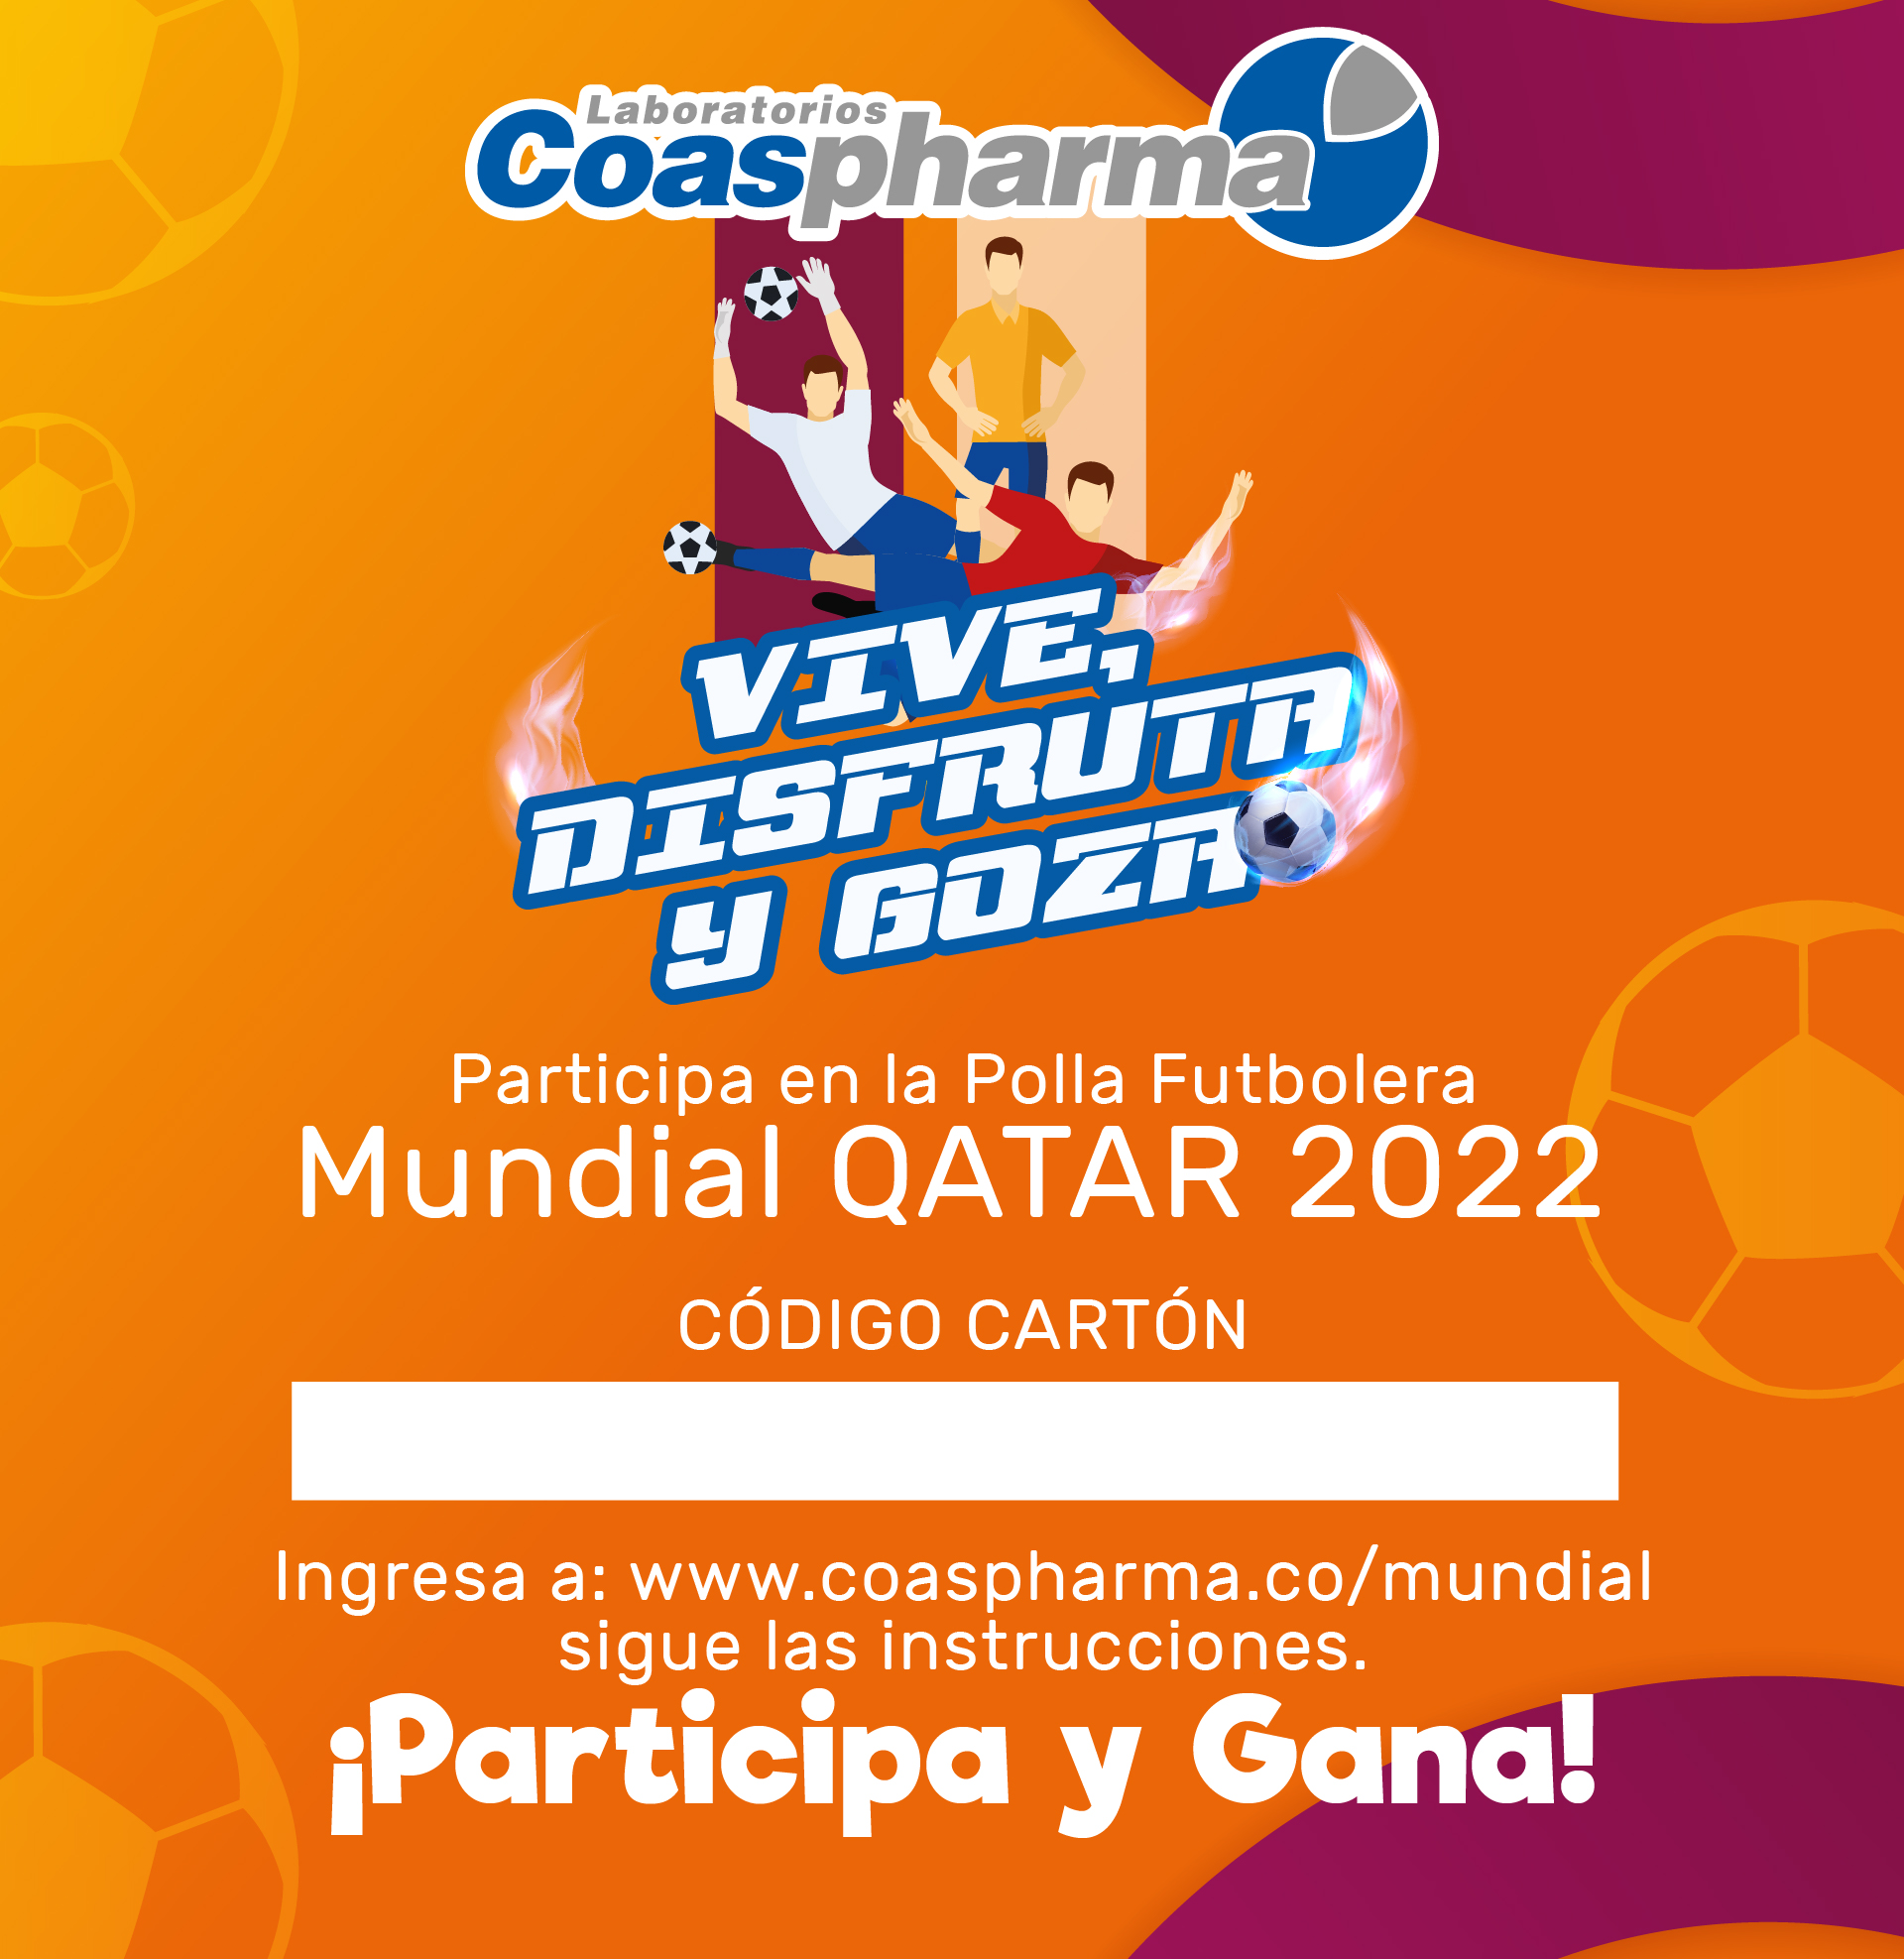 Laboratorios
Coaspharma
VIVE,
DISFRUTA
Y GOZA
Participa en la Polla Futbolera
Mundial QATAR 2022
CÓDIGO CARTÓN
Ingresa a: www.coaspharma.co/mundial
sigue las instrucciones.
¡Participa y Gana!